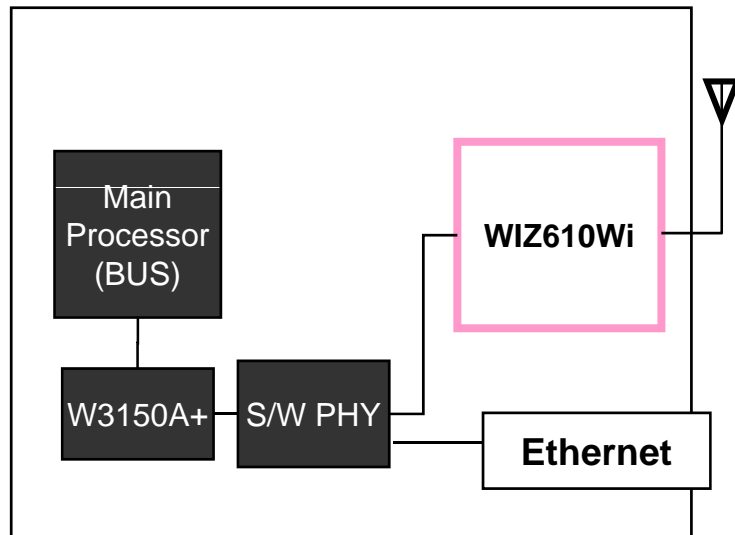 Main
Processor
(BUS)
WIZ610Wi
W3150A+
S/W PHY
Ethernet